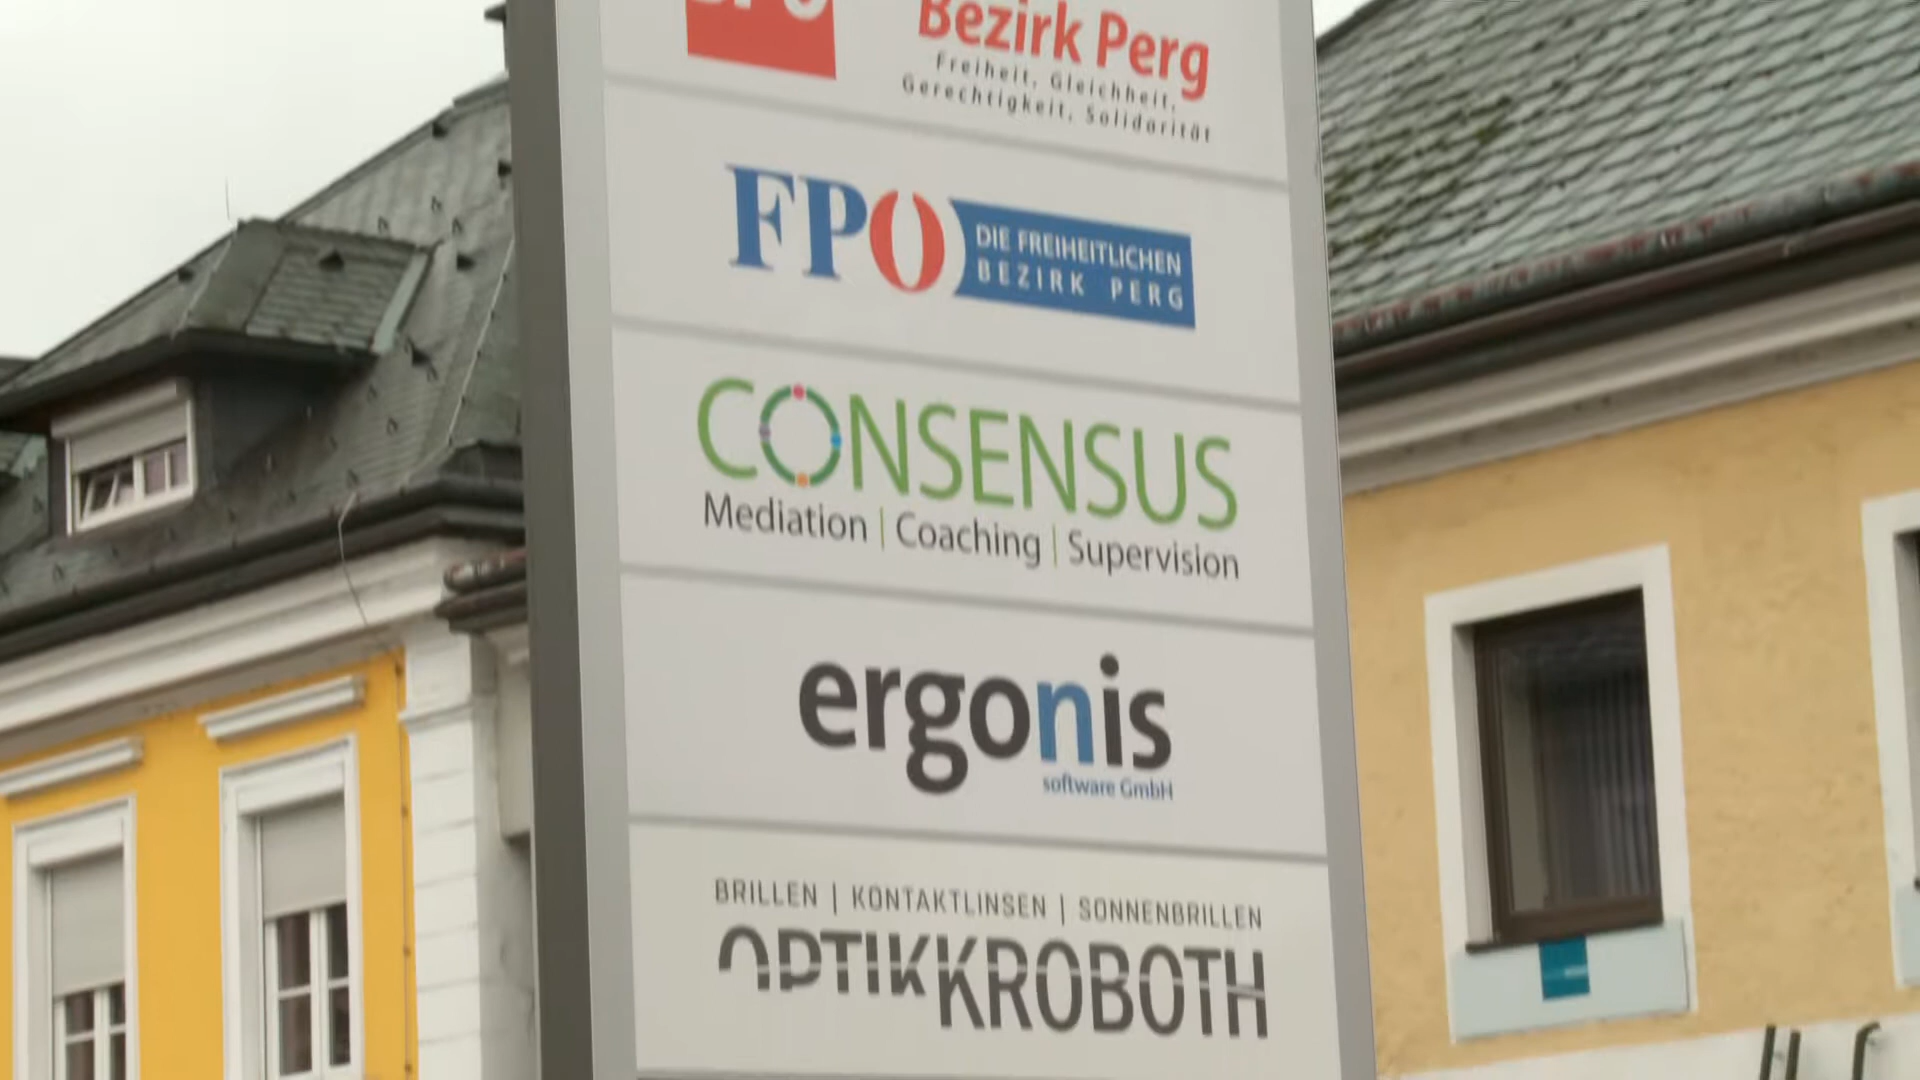 Bezirk Perg
Freiheit, Gleichheit,
Gerechtigkeit, Solidarität
FPÖ
DIE FREIHEITLICHEN
BEZIRK PERG
CONSENSUS
Mediation | Coaching | Supervision
ergonis
software GmbH
BRILLEN | KONTAKTLINSEN | SONNENBRILLEN
OPTIKKROBOTH